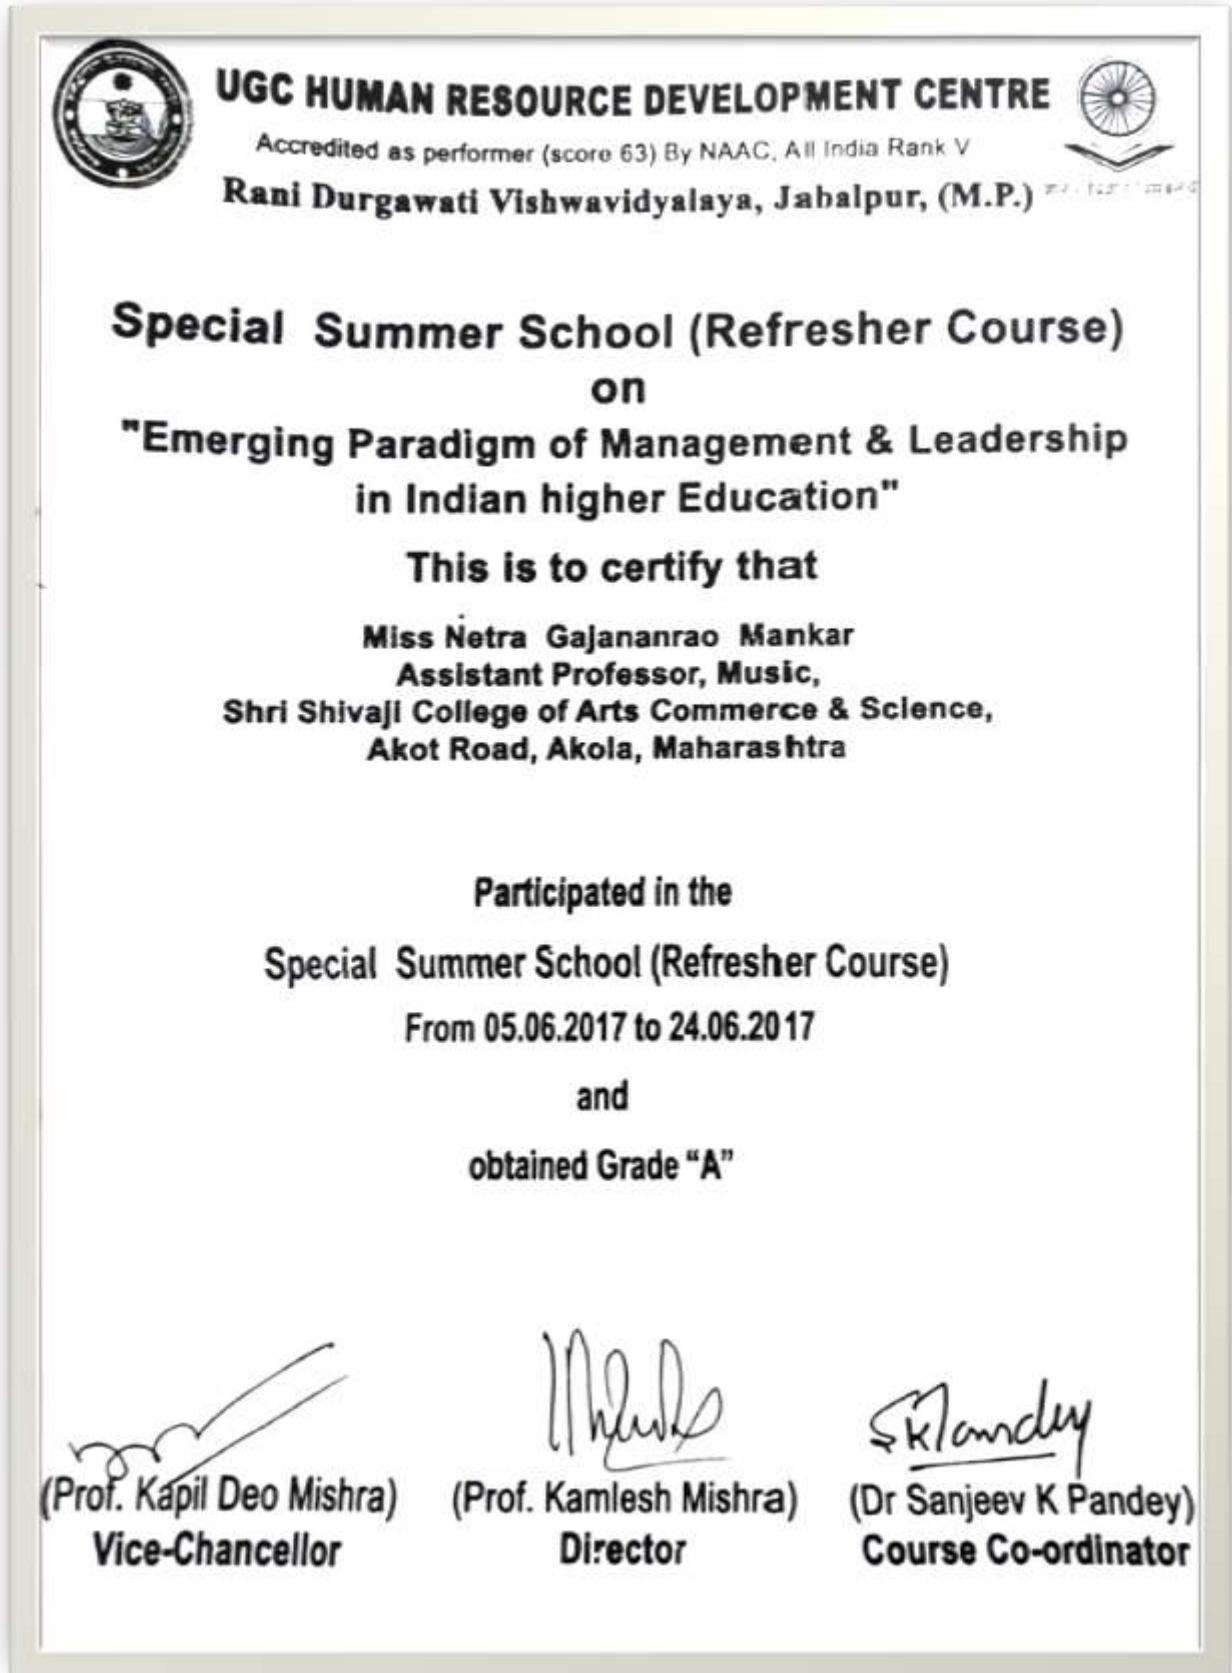 UGC HUMAN RESOURCE DEVELOPMENT CENTRE
Accredited as performer (score 63) By NAAC, All India Rank V
Rani Durgawati Vishwavidyalaya, Jabalpur, (M.P.)
Special Summer School (Refresher Course)
on
"Emerging Paradigm of Management & Leadership
in Indian higher Education"
This is to certify that
Miss Netra Gajananrao Mankar
Assistant Professor, Music,
Shri Shivaji College of Arts Commerce & Science,
Akot Road, Akola, Maharashtra
Participated in the
Special Summer School (Refresher Course)
From 05.06.2017 to 24.06.2017
and
obtained Grade “A”
SKPandey
(Prof. Kapil Deo Mishra) (Prof. Kamlesh Mishra) (Dr Sanjeev K Pandey)
Vice-Chancellor Director Course Co-ordinator